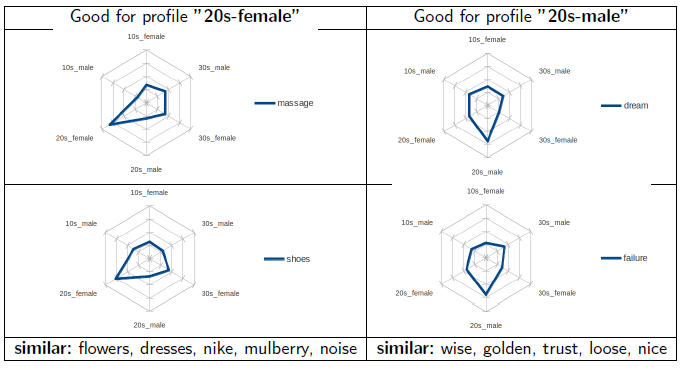 Good for profile "20s-female"
Good for profile "20s-male"
10s_female
10s_male
30s_male
massage
20s_female
30s_female
20s_male
10s_female
10s_male
30s_male
dream
20s_female
30s_female
20s_male
10s_female
10s_male
30s_male
shoes
20s_female
30s_female
20s_male
10s_female
10s_male
30s_male
failure
20s_female
30s_female
20s_male
similar: flowers, dresses, nike, mulberry, noise
similar: wise, golden, trust, loose, nice